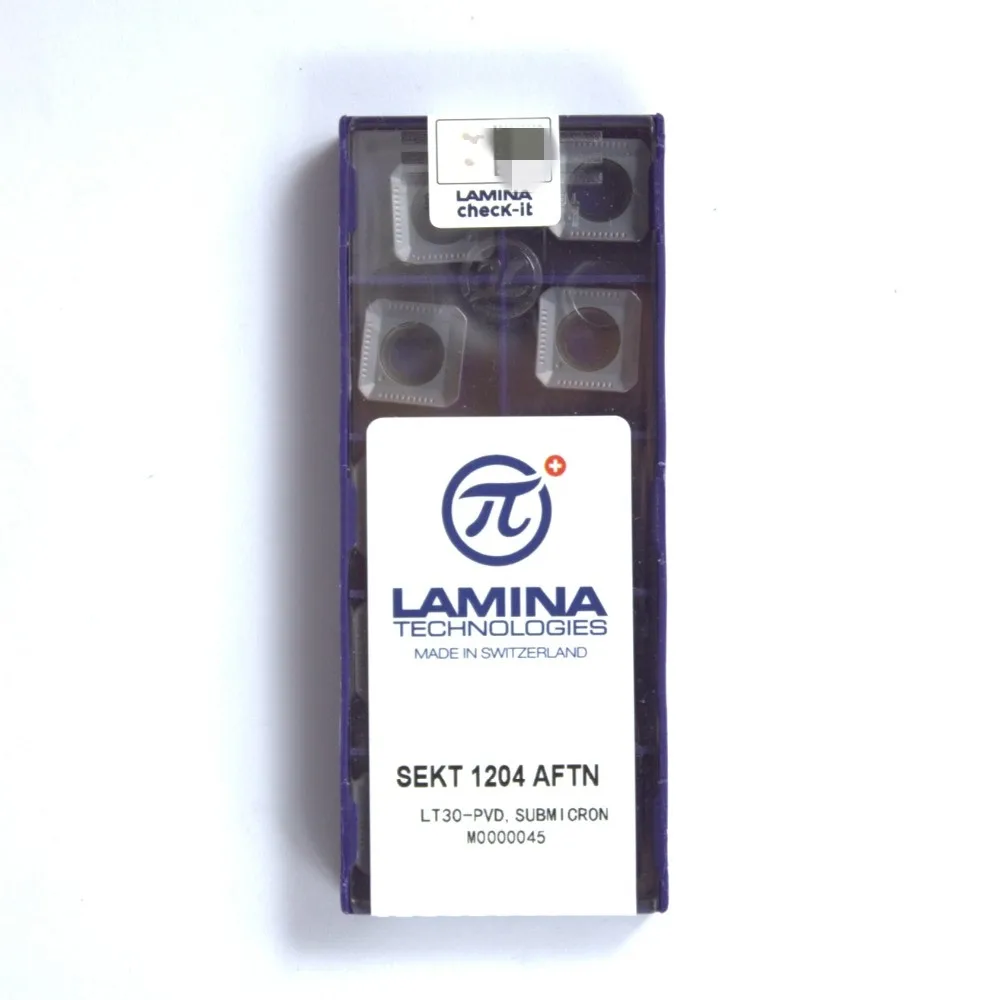 LAMINA
check-it
π
LAMINA
TECHNOLOGIES
MADE IN SWITZERLAND
SEKT 1204 AFTN
LT30-PVD, SUBMICRON
M0000045